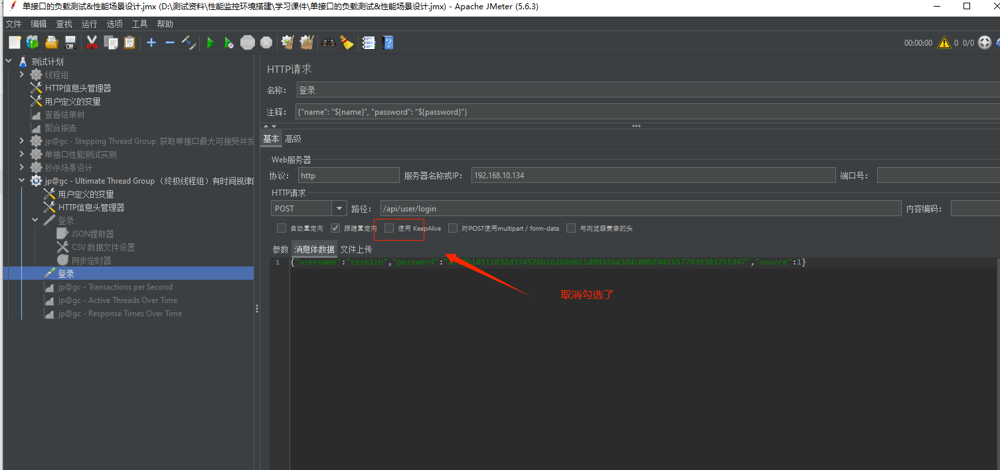 单接口的负载测试&性能场景设计.jmx (D:\测试资料\性能监控环境搭建\学习课件\单接口的负载测试&性能场景设计.jmx) - Apache JMeter (5.6.3)
文件 编辑 查找 运行 选项 工具 帮助
STOP 00:00:00 0 0/0
测试计划
线程组
HTTP信息头管理器
用户定义的变量
查看结果树
聚合报告
jp@gc - Stepping Thread Group 获取单接口最大可接受并发
单接口性能测试实测
秒杀场景设计
jp@gc - Ultimate Thread Group （终极线程组）有时间规律的
用户定义的变量
HTTP信息头管理器
登录
JSON提取器
CSV 数据文件设置
同步定时器
登录
jp@gc - Transactions per Second
jp@gc - Active Threads Over Time
jp@gc - Response Times Over Time
HTTP请求
名称： 登录
注释： {"name": "${name}", "password": "${password}"}
基本 高级
Web服务器
协议： http 服务器名称或IP： 192.168.10.134 端口号：
HTTP请求
POST 路径： /api/user/login 内容编码：
自动重定向 跟随重定向 使用 KeepAlive 对POST使用multipart / form-data 与浏览器兼容的头
参数 消息体数据 文件上传
1 {"username":"ceshizb","password":" b18512832d334578b162669621d08926a3ddc00bf841657743930375fd47","source":1}
取消勾选了